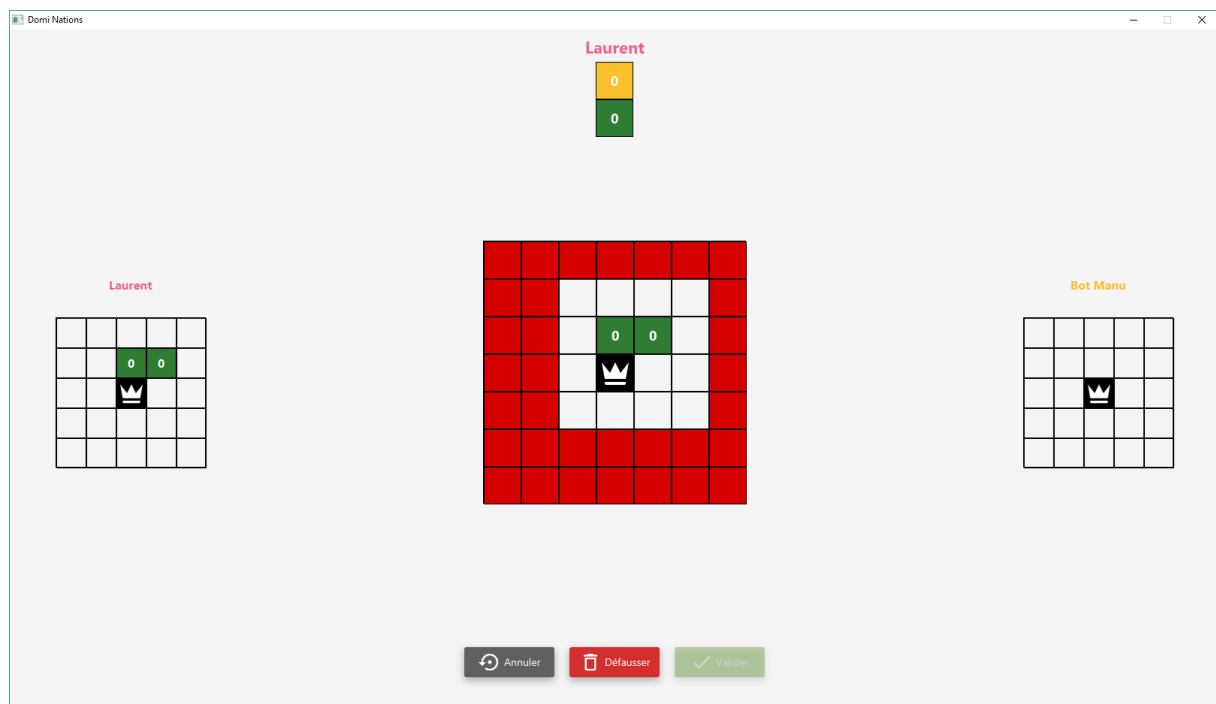 Domi Nations
Laurent
0
0
Laurent
Bot Manu
0 0
0 0
Annuler
Défausser
Valider